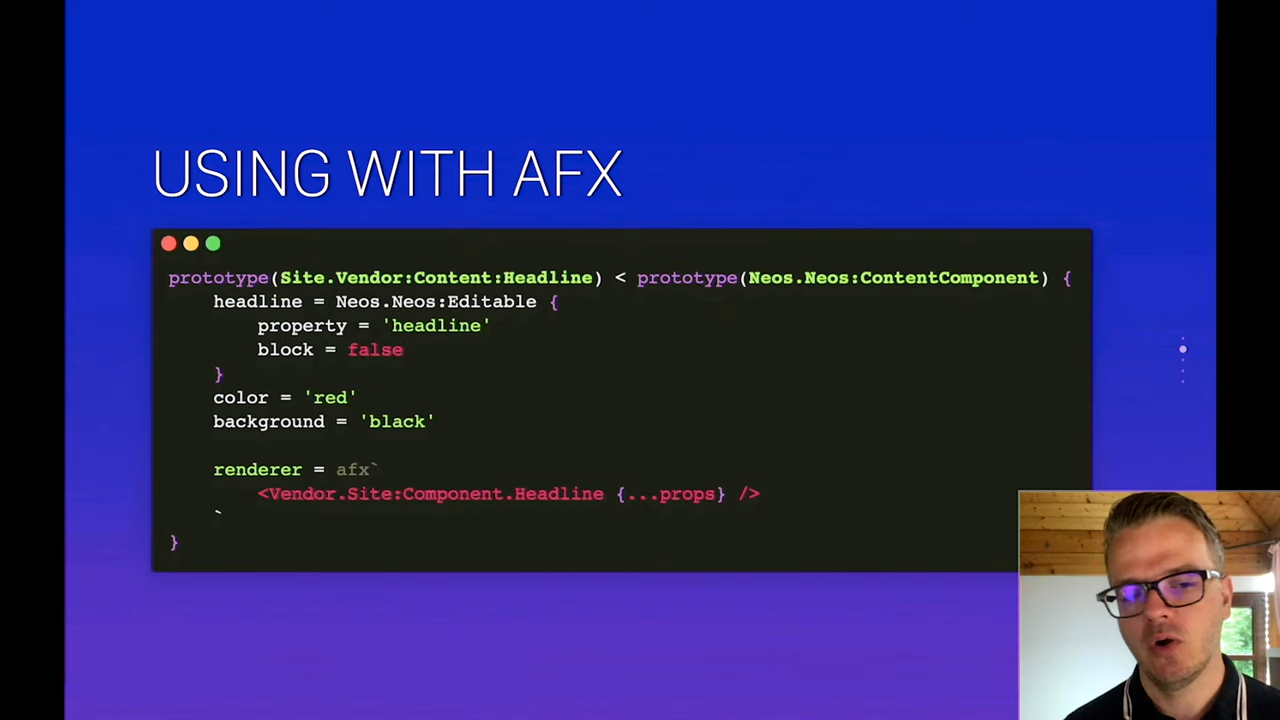 USING WITH AFX
prototype(Site.Vendor:Content:Headline) < prototype(Neos.Neos:ContentComponent) {
    headline = Neos.Neos:Editable {
        property = 'headline'
        block = false
    }
    color = 'red'
    background = 'black'
    renderer = afx`
        <Vendor.Site:Component.Headline {...props} />
    `
}